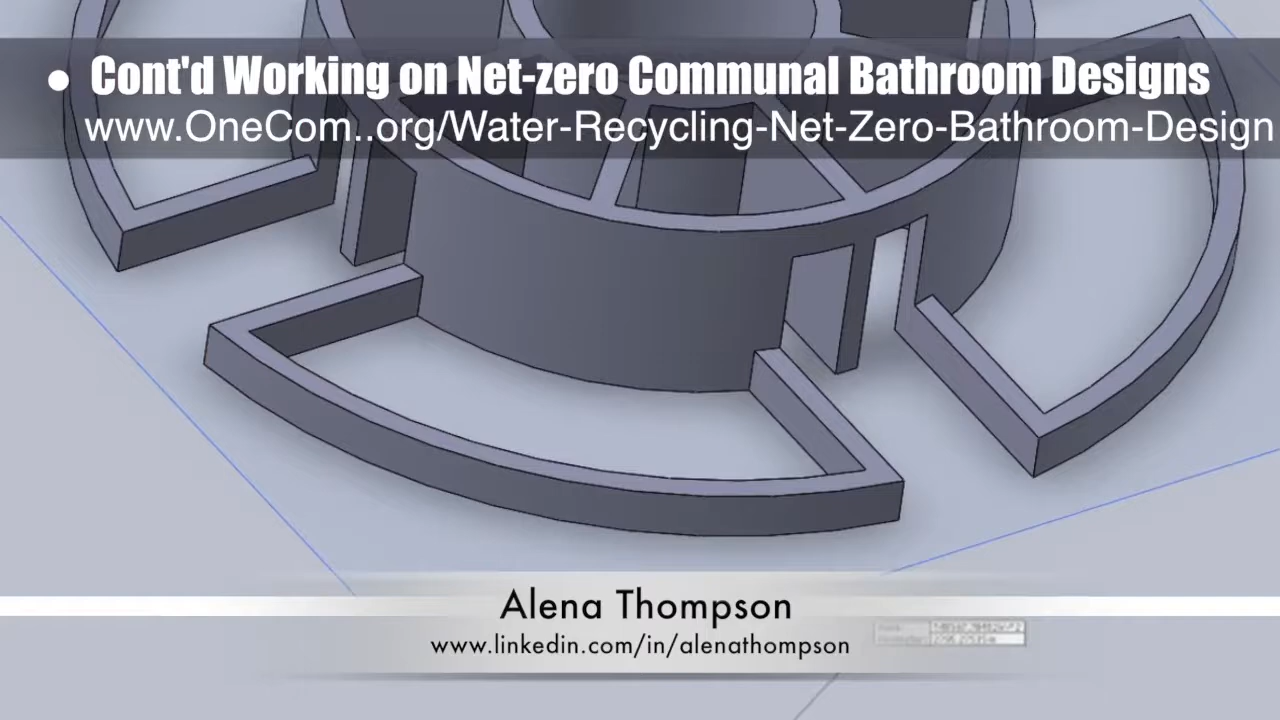 • Cont'd Working on Net-zero Communal Bathroom Designs
www.OneCom..org/Water-Recycling-Net-Zero-Bathroom-Design
Alena Thompson
www.linkedin.com/in/alenathompson